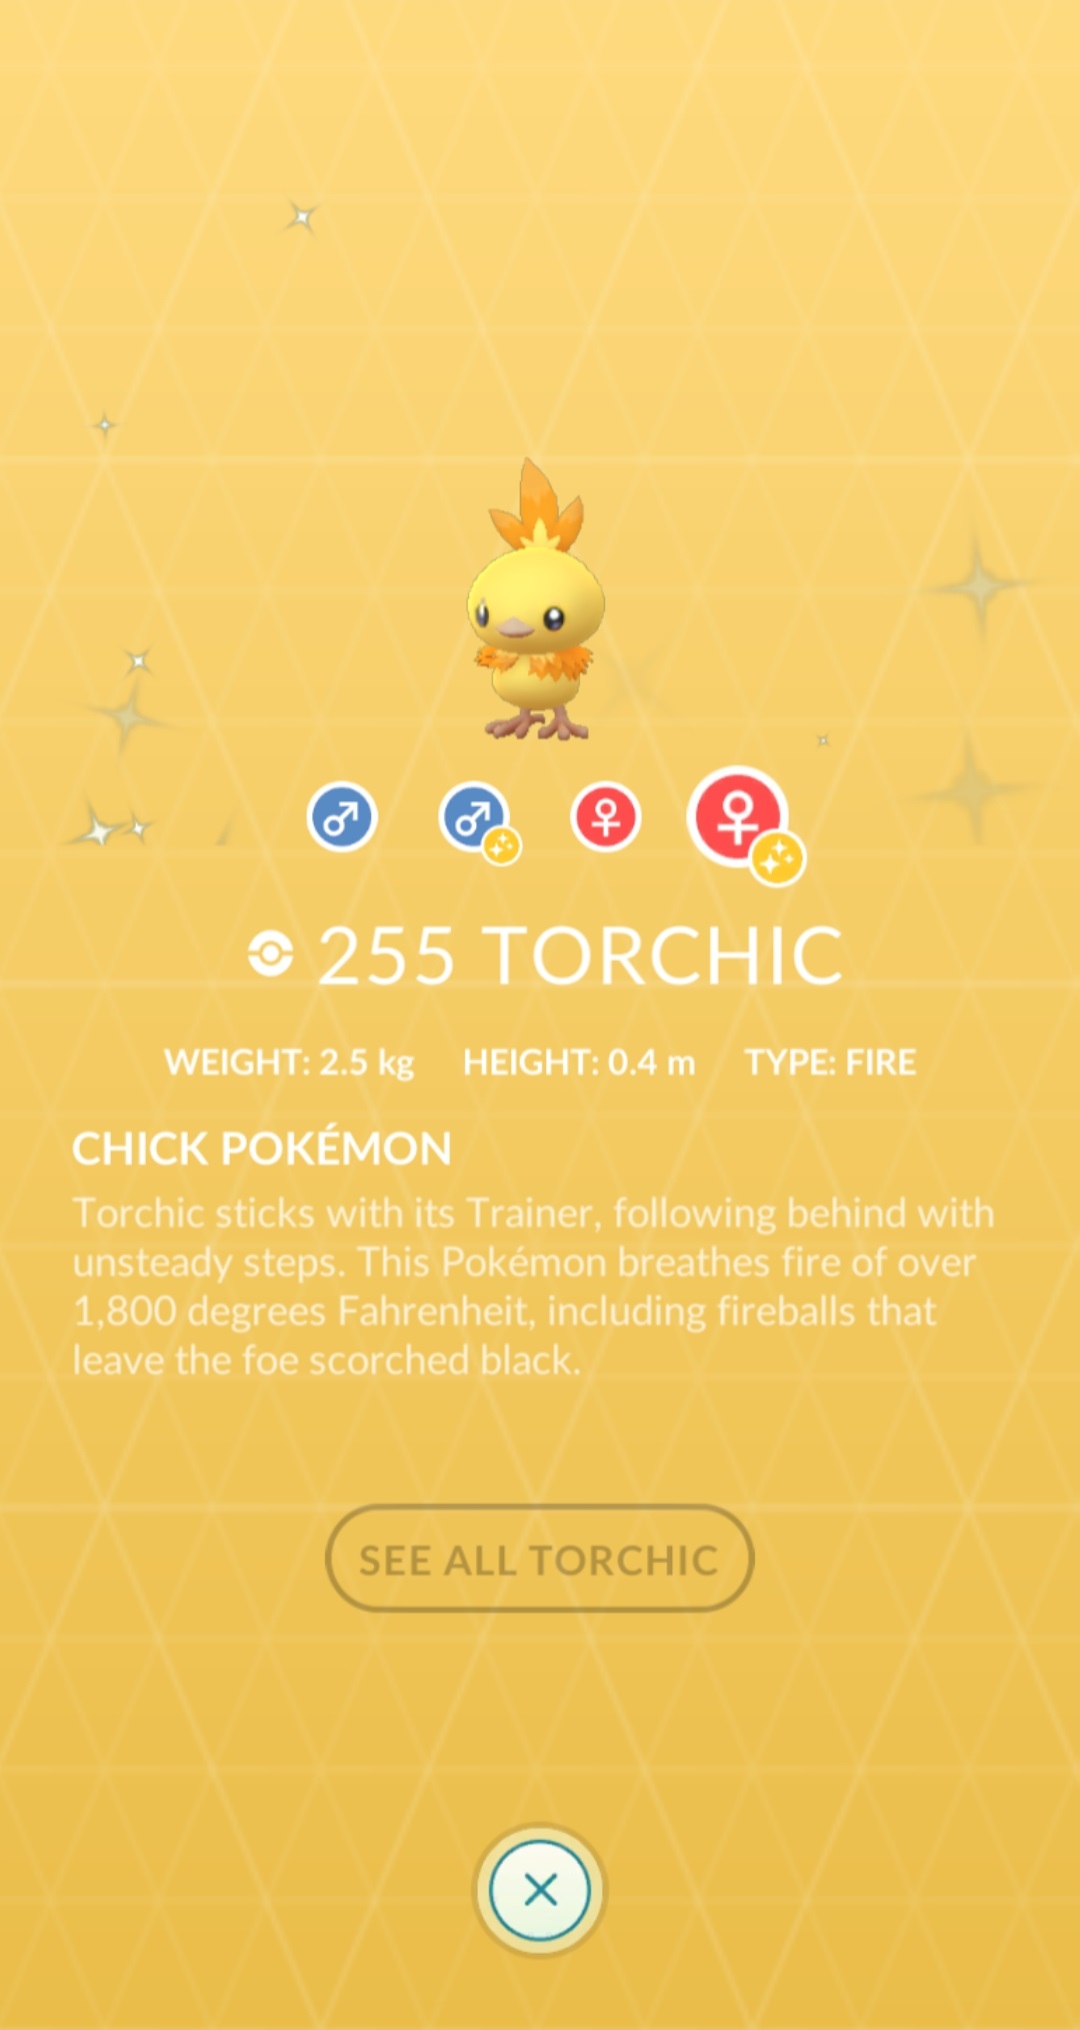 255 TORCHIC
WEIGHT: 2.5 kg HEIGHT: 0.4 m TYPE: FIRE
CHICK POKÉMON
Torchic sticks with its Trainer, following behind with
unsteady steps. This Pokémon breathes fire of over
1,800 degrees Fahrenheit, including fireballs that
leave the foe scorched black.
SEE ALL TORCHIC